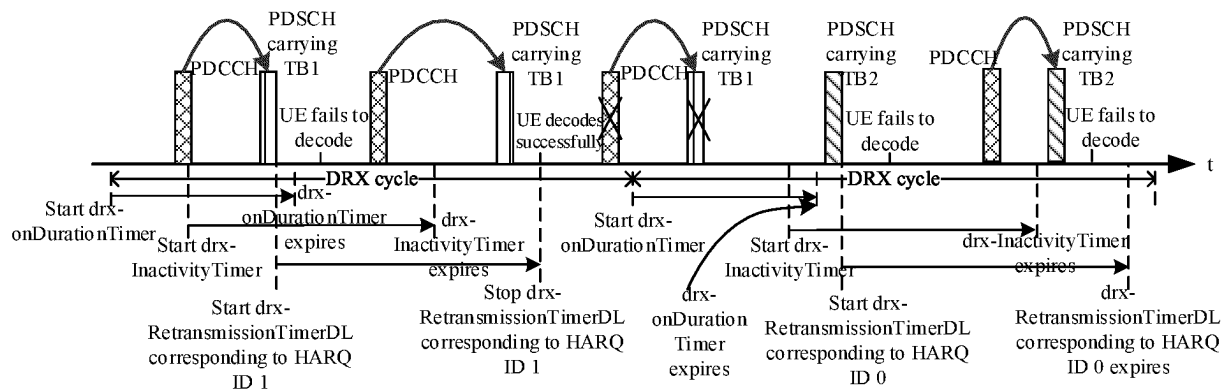 PDSCH
carrying
TB1
PDCCH
UE fails to
decode
PDSCH
carrying
TB1
PDCCH
UE decodes
successfully
PDSCH
carrying
TB1
PDCCH
PDSCH
carrying
TB2
UE fails to
decode
PDSCH
carrying
TB2
PDCCH
UE fails to
decode
t
DRX cycle
DRX cycle
Start drx-
onDurationTimer
drx-
onDurationTimer
expires
Start drx-
InactivityTimer
drx-
InactivityTimer
expires
Start drx-
RetransmissionTimerDL
corresponding to HARQ
ID 1
Stop drx-
RetransmissionTimerDL
corresponding to HARQ
ID 1
Start drx-
onDurationTimer
drx-
onDuration
Timer
expires
Start drx-
InactivityTimer
drx-InactivityTimer
expires
Start drx-
RetransmissionTimerDL
corresponding to HARQ
ID 0
drx-
RetransmissionTimerDL
corresponding to HARQ
ID 0 expires